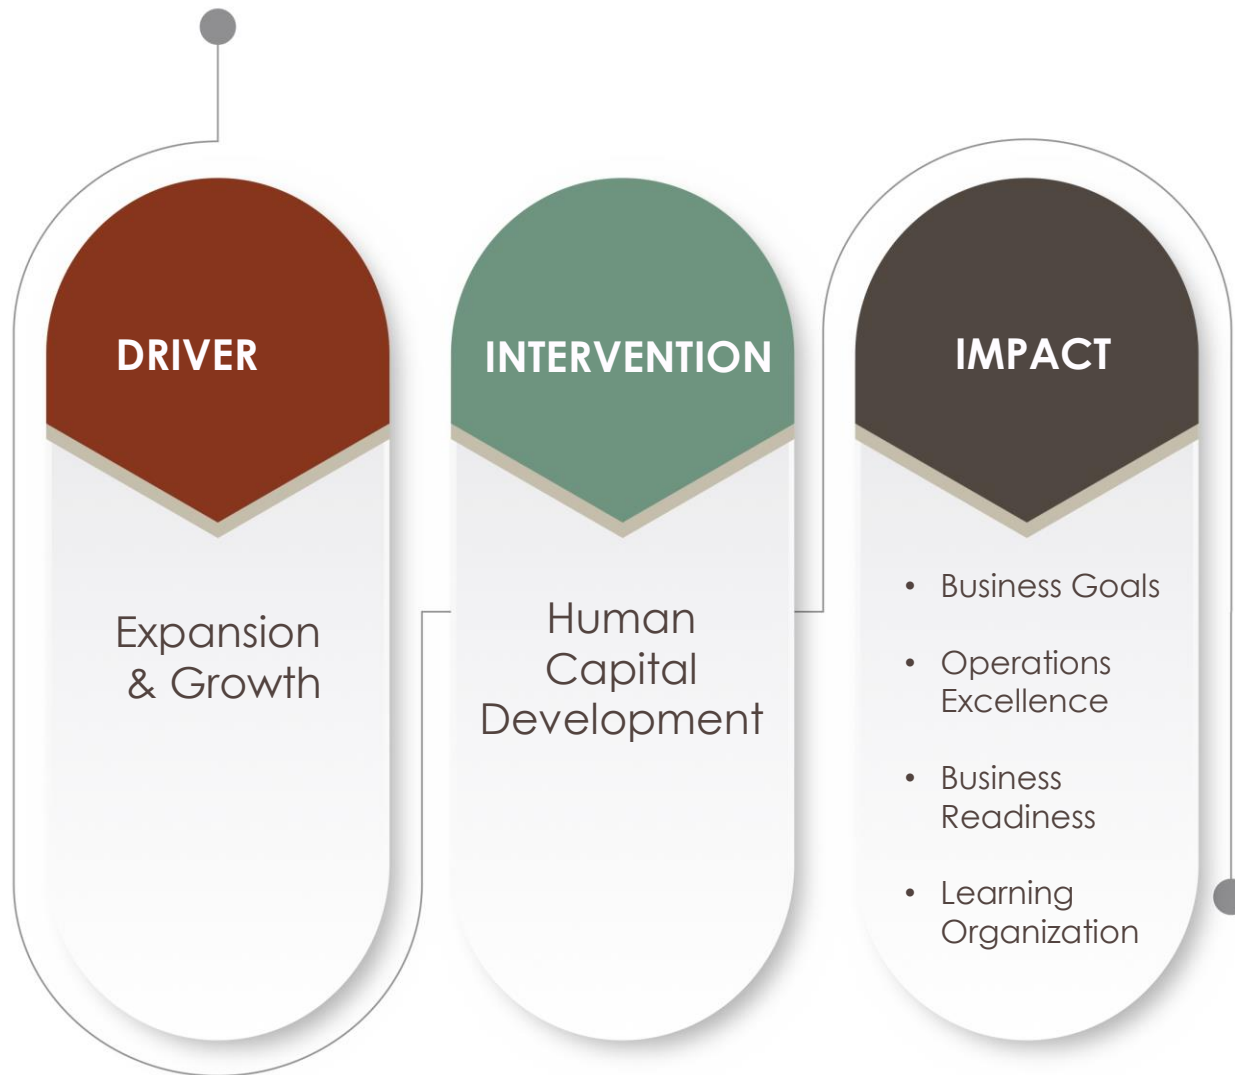 DRIVER
Expansion
& Growth
INTERVENTION
Human
Capital
Development
IMPACT
• Business Goals
• Operations
Excellence
• Business
Readiness
• Learning
Organization